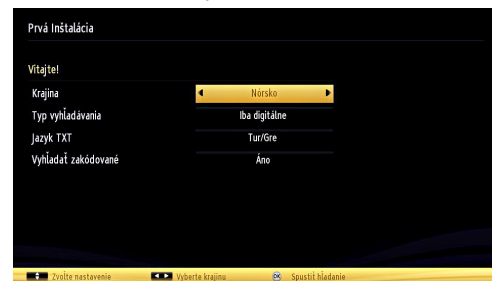 Prvá Inštalácia
Vitajte!
Krajina Nórsko
Typ vyhľadávania Iba digitálne
Jazyk TXT Tur/Gre
Vyhľadať zakódované Áno
Zvoľte nastavenie Vyberte krajinu OK Spustiť hľadanie